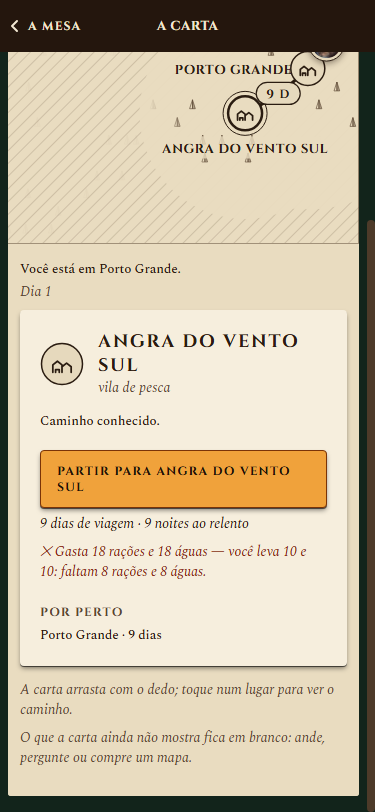 A MESA
A CARTA
PORTO GRANDE
9 D
ANGRA DO VENTO SUL
Você está em Porto Grande.
Dia 1
ANGRA DO VENTO
SUL
vila de pesca
Caminho conhecido.
PARTIR PARA ANGRA DO VENTO
SUL
9 dias de viagem · 9 noites ao relento
Gasta 18 rações e 18 águas — você leva 10 e
10: faltam 8 rações e 8 águas.
POR PERTO
Porto Grande · 9 dias
A carta arrasta com o dedo; toque num lugar para ver o
caminho.
O que a carta ainda não mostra fica em branco: ande,
pergunte ou compre um mapa.